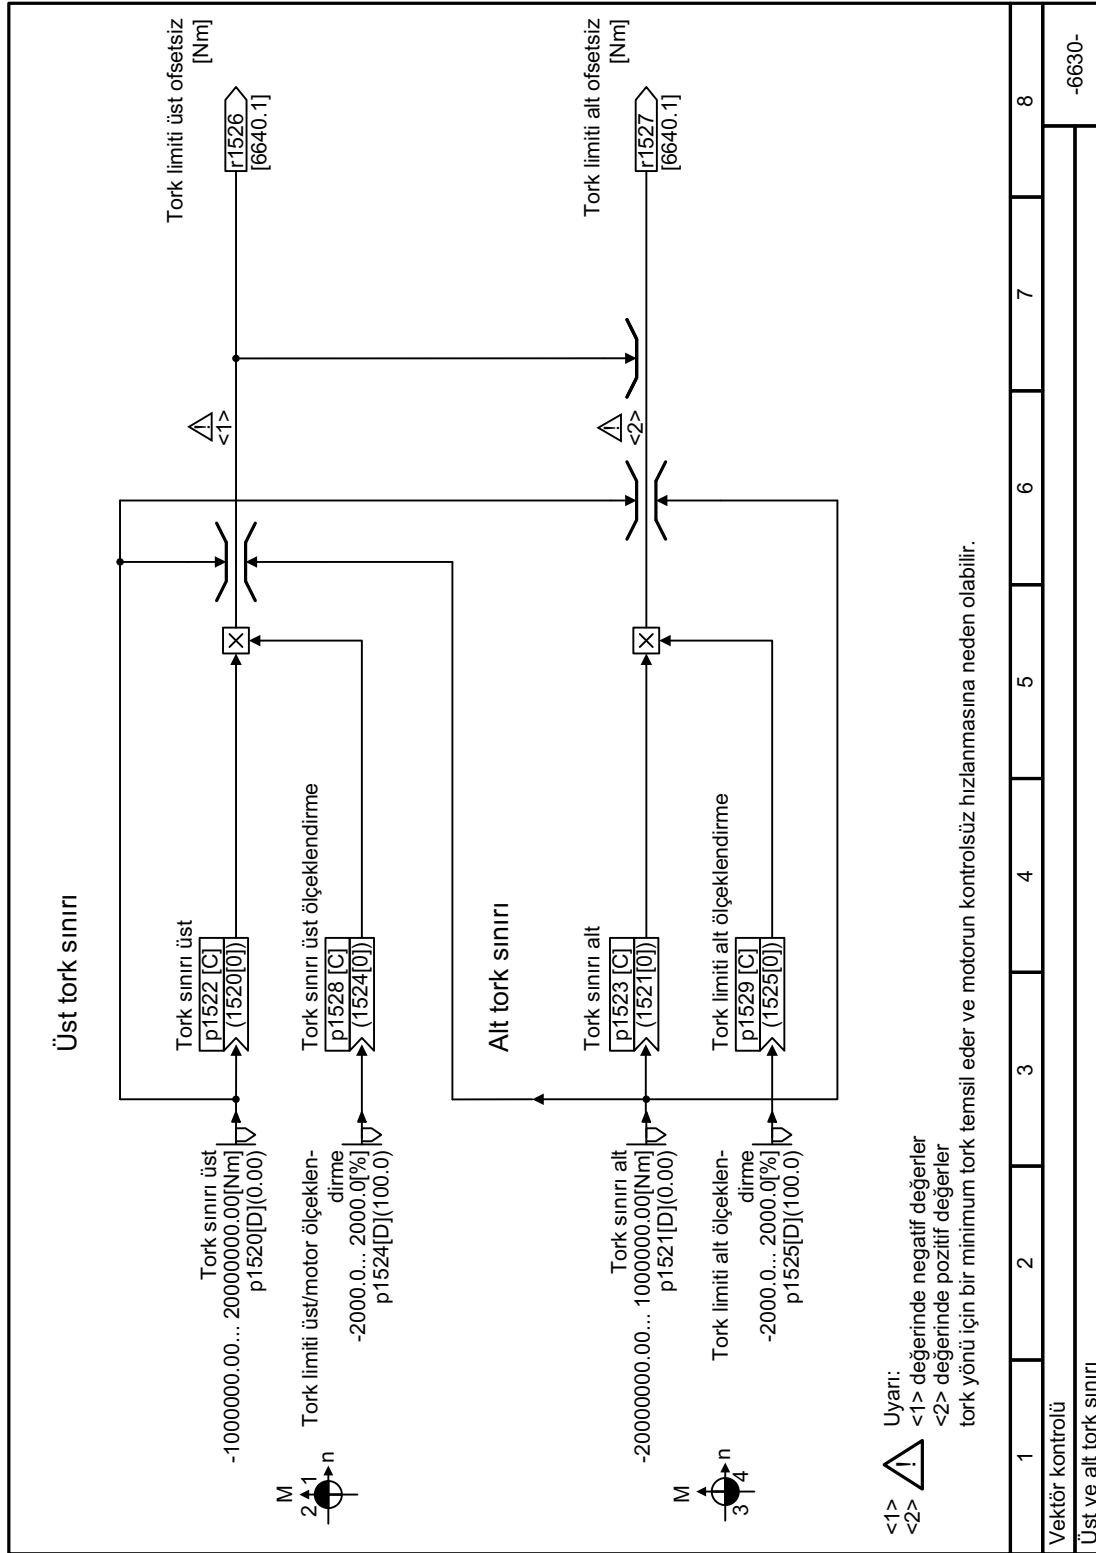 Üst tork sınırı
Tork sınırı üst
-1000000.00... 20000000.00[Nm]
p1520[D](0.00)
Tork sınırı üst
p1522 [C]
(1520[0])
Tork limiti üst ofsetsiz
[Nm]
r1526
[6640.1]
<1>
M
2 1
n
Tork limiti üst/motor ölçeklen-
dirme
-2000.0... 2000.0[%]
p1524[D](100.0)
Tork sınırı üst ölçeklendirme
p1528 [C]
(1524[0])
Alt tork sınırı
Tork sınırı alt
-20000000.00... 1000000.00[Nm]
p1521[D](0.00)
Tork sınırı alt
p1523 [C]
(1521[0])
Tork limiti alt ofsetsiz
[Nm]
r1527
[6640.1]
<2>
M
n
3 4
Tork limiti alt ölçeklen-
dirme
-2000.0... 2000.0[%]
p1525[D](100.0)
Tork limiti alt ölçeklendirme
p1529 [C]
(1525[0])
<1>
<2>
Uyarı:
<1> değerinde negatif değerler
<2> değerinde pozitif değerler
tork yönü için bir minimum tork temsil eder ve motorun kontrolsüz hızlanmasına neden olabilir.
1 2 3 4 5 6 7 8
Vektör kontrolü
-6630-
Üst ve alt tork sınırı